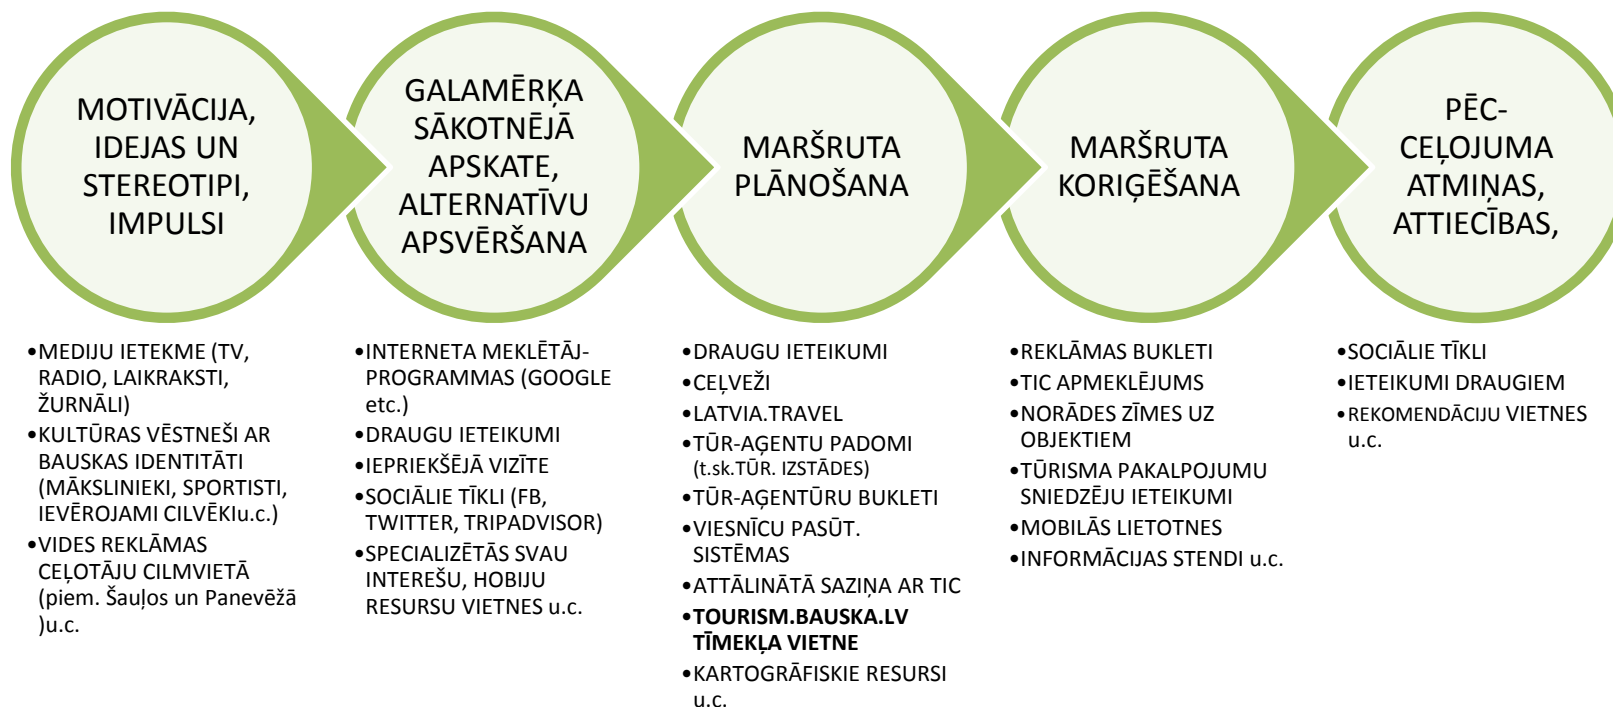 MOTIVĀCIJA,
IDEJAS UN
STEREOTIPI,
IMPULSI
GALAMĒRĶA
SĀKOTNĒJĀ
APSKATE,
ALTERNATĪVU
APSVĒRŠANA
MARŠRUTA
PLĀNOŠANA
MARŠRUTA
KORIĢĒŠANA
PĒC-
CEĻOJUMA
ATMIŅAS,
ATTIECĪBAS,
•MEDIJU IETEKME (TV,
RADIO, LAIKRAKSTI,
ŽURNĀLI)
•KULTŪRAS VĒSTNEŠI AR
BAUSKAS IDENTITĀTI
(MĀKSLINIEKI, SPORTISTI,
IEVĒROJAMI CILVĒKIu.c.)
•VIDES REKLĀMAS
CEĻOTĀJU CILMVIETĀ
(piem. Šauļos un Panevēžā
)u.c.
•INTERNETA MEKLĒTĀJ-
PROGRAMMAS (GOOGLE
etc.)
•DRAUGU IETEIKUMI
•IEPRIEKŠĒJĀ VIZĪTE
•SOCIĀLIE TĪKLI (FB,
TWITTER, TRIPADVISOR)
•SPECIALIZĒTĀS SVAU
INTEREŠU, HOBIJU
RESURSU VIETNES u.c.
•DRAUGU IETEIKUMI
•CEĻVEŽI
•LATVIA.TRAVEL
•TŪR-AĢENTU PADOMI
(t.sk.TŪR. IZSTĀDES)
•TŪR-AĢENTŪRU BUKLETI
•VIESNĪCU PASŪT.
SISTĒMAS
•ATTĀLINĀTĀ SAZIŅA AR TIC
•TOURISM.BAUSKA.LV
TĪMEKĻA VIETNE
•KARTOGRĀFISKIE RESURSI
u.c.
•REKLĀMAS BUKLETI
•TIC APMEKLĒJUMS
•NORĀDES ZĪMES UZ
OBJEKTIEM
•TŪRISMA PAKALPOJUMU
SNIEDZĒJU IETEIKUMI
•MOBILĀS LIETOTNES
•INFORMĀCIJAS STENDI u.c.
•SOCIĀLIE TĪKLI
•IETEIKUMI DRAUGIEM
•REKOMENDĀCIJU VIETNES
u.c.